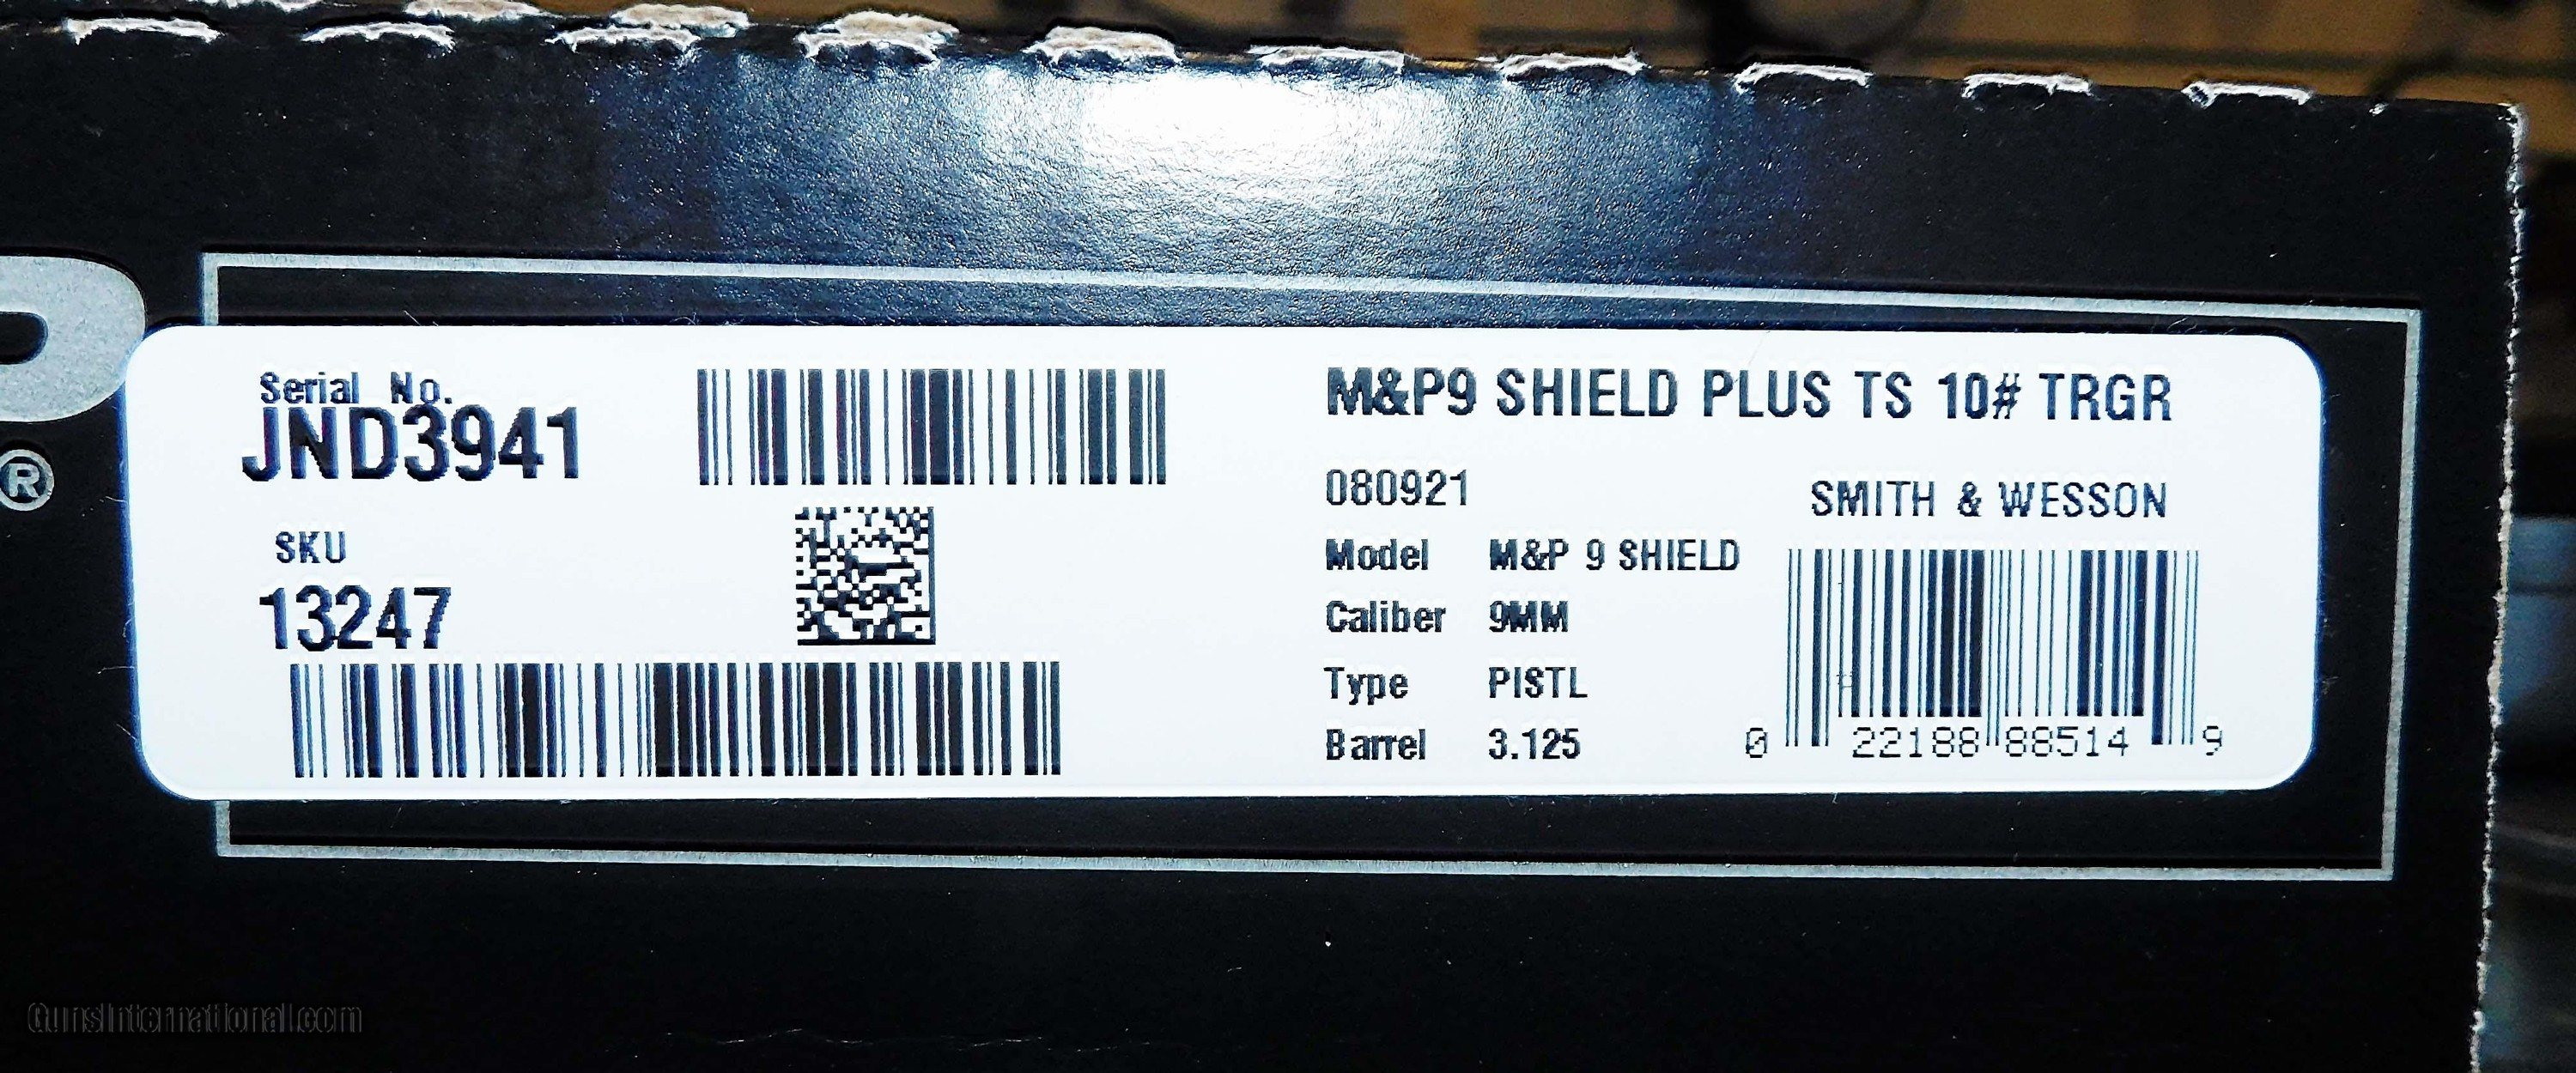 P
®
Serial No.
JND3941
SKU
13247
M&P9 SHIELD PLUS TS 10# TRGR
080921
SMITH & WESSON
Model M&P 9 SHIELD
Caliber 9MM
Type PISTL
Barrel 3.125
0 22188 88514 9
GunsInternational.com